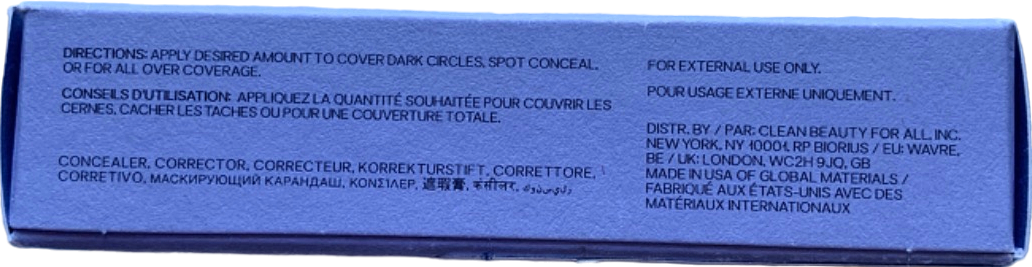 DIRECTIONS: APPLY DESIRED AMOUNT TO COVER DARK CIRCLES, SPOT CONCEAL,
OR FOR ALL OVER COVERAGE.
CONSEILS D'UTILISATION: APPLIQUEZ LA QUANTITÉ SOUHAITÉE POUR COUVRIR LES
CERNES, CACHER LES TACHES OU POUR UNE COUVERTURE TOTALE.
CONCEALER, CORRECTOR, CORRECTEUR, KORREKTURSTIFT, CORRETTORE,
CORRETIVO, МАСКИРУЮЩИЙ КАРАНДАШ, ΚΟΝΣΙΛΕΡ, 遮瑕膏, कंसीलर,
FOR EXTERNAL USE ONLY.
POUR USAGE EXTERNE UNIQUEMENT.
DISTR. BY / PAR: CLEAN BEAUTY FOR ALL, INC.
NEW YORK, NY 10001. RP BIORIUS / EU: WAVRE,
BE / UK: LONDON, WC2H 9JQ, GB
MADE IN USA OF GLOBAL MATERIALS /
FABRIQUÉ AUX ÉTATS-UNIS AVEC DES
MATÉRIAUX INTERNATIONAUX